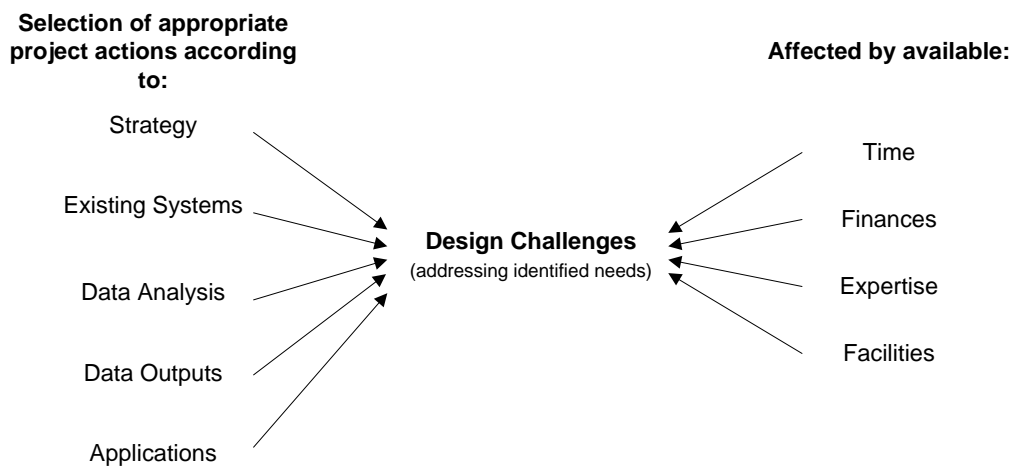 Selection of appropriate
project actions according
to:
Strategy
Existing Systems
Data Analysis
Data Outputs
Applications
Design Challenges
(addressing identified needs)
Affected by available:
Time
Finances
Expertise
Facilities